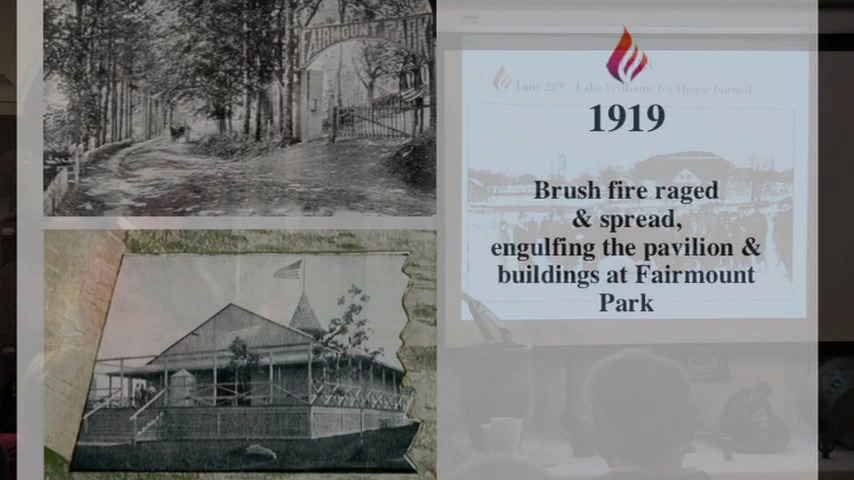 FAIRMOUNT PARK
June 20th - Lake Williams Ice House burned.
1919
Brush fire raged
& spread,
engulfing the pavilion &
buildings at Fairmount
Park